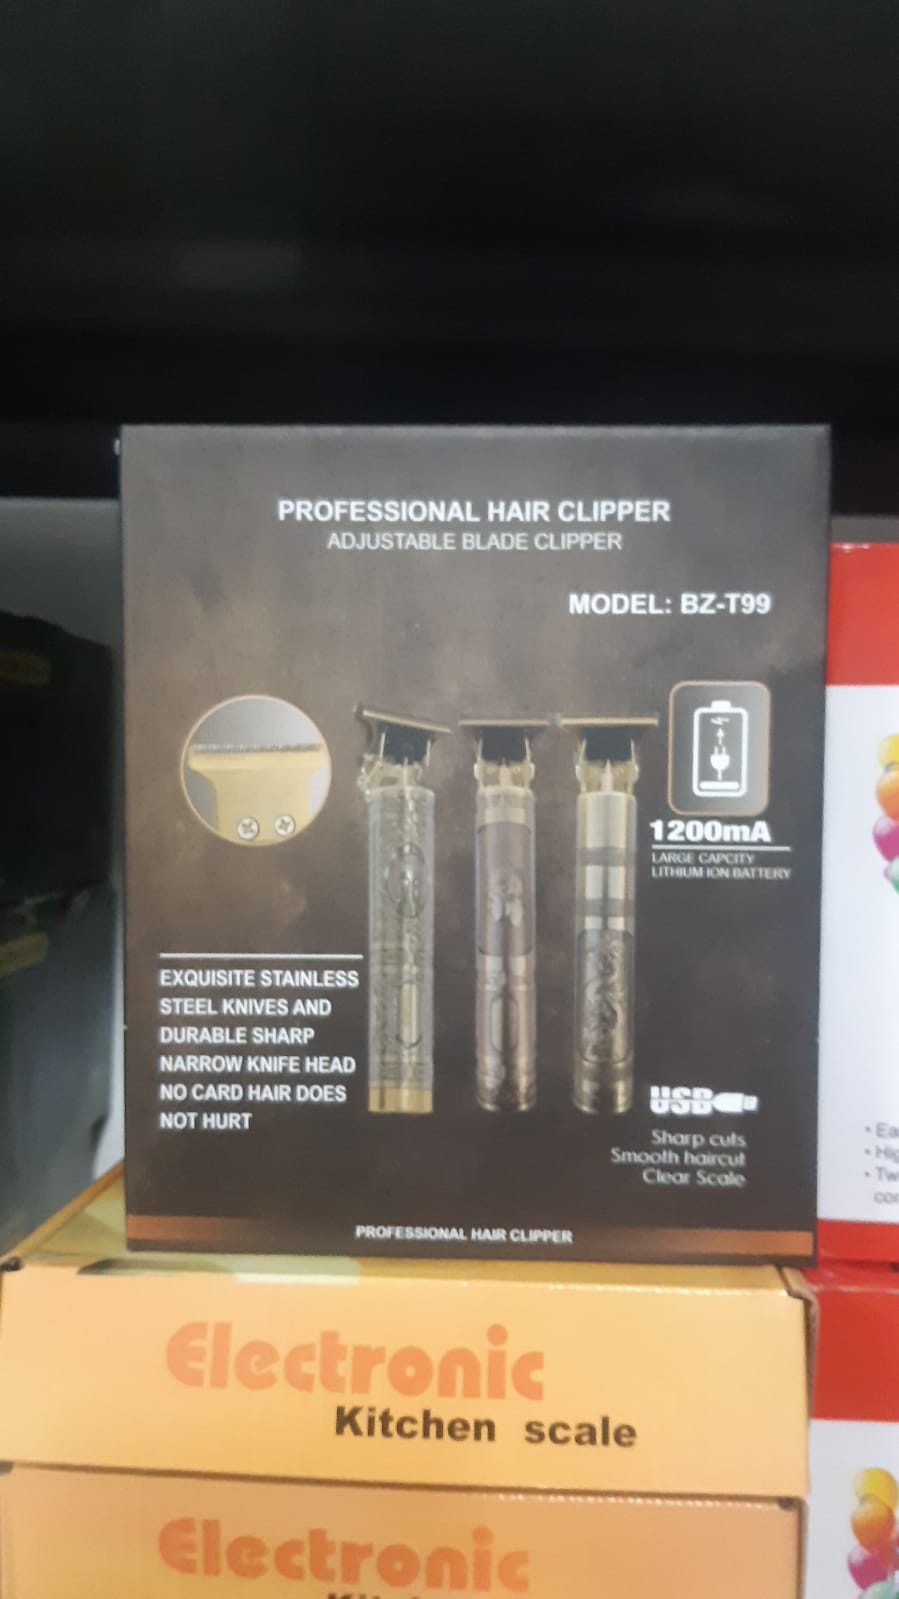 PROFESSIONAL HAIR CLIPPER
ADJUSTABLE BLADE CLIPPER
MODEL: BZ-T99
1200mA
LARGE CAPCITY
LITHIUM ION BATTERY
EXQUISITE STAINLESS
STEEL KNIVES AND
DURABLE SHARP
NARROW KNIFE HEAD
NO CARD HAIR DOES
NOT HURT
USB
Sharp cuts
Smooth haircut
Clear Scale
PROFESSIONAL HAIR CLIPPER
Electronic
Kitchen scale
Electronic